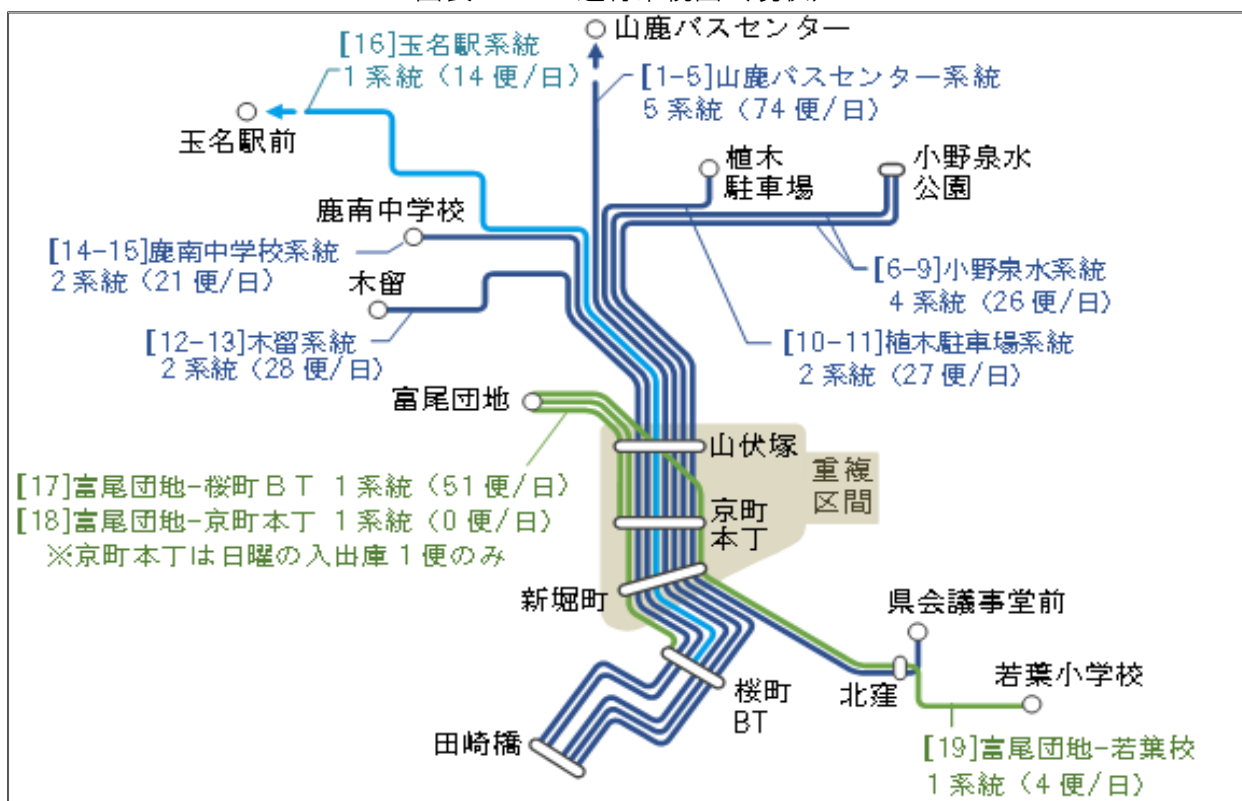 山鹿バスセンター
[16]玉名駅系統
1系統（14便/日）
[1-5]山鹿バスセンター系統
5系統（74便/日）
玉名駅前
植木
駐車場
小野泉水
公園
鹿南中学校
[14-15]鹿南中学校系統
2系統（21便/日）
[6-9]小野泉水系統
4系統（26便/日）
木留
[12-13]木留系統
2系統（28便/日）
[10-11]植木駐車場系統
2系統（27便/日）
富尾団地
山伏塚
重複
区間
[17]富尾団地-桜町BT 1系統（51便/日）
[18]富尾団地-京町本丁 1系統（0便/日）
※京町本丁は日曜の入出庫1便のみ
京町
本丁
新堀町
県会議事堂前
北窪
若葉小学校
桜町
BT
田崎橋
[19]富尾団地-若葉校
1系統（4便/日）